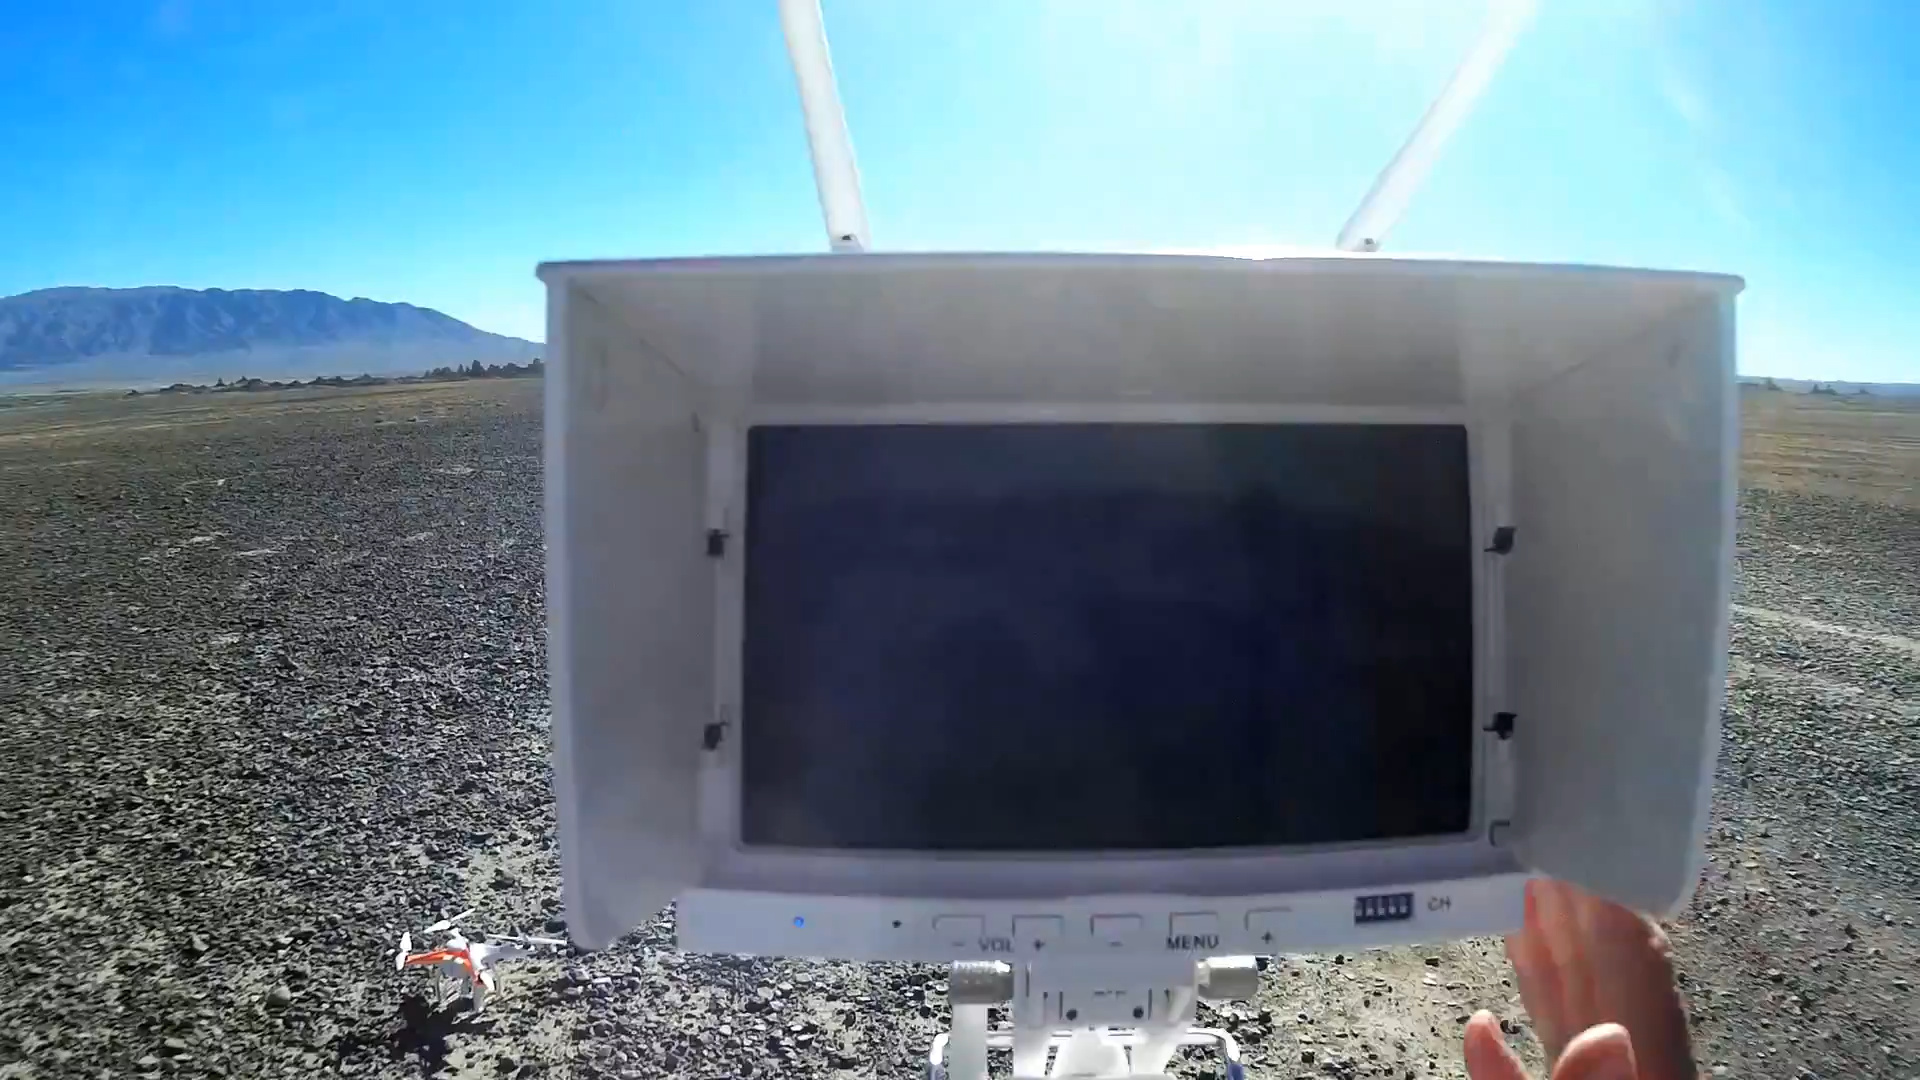 - VOL + - MENU + CH